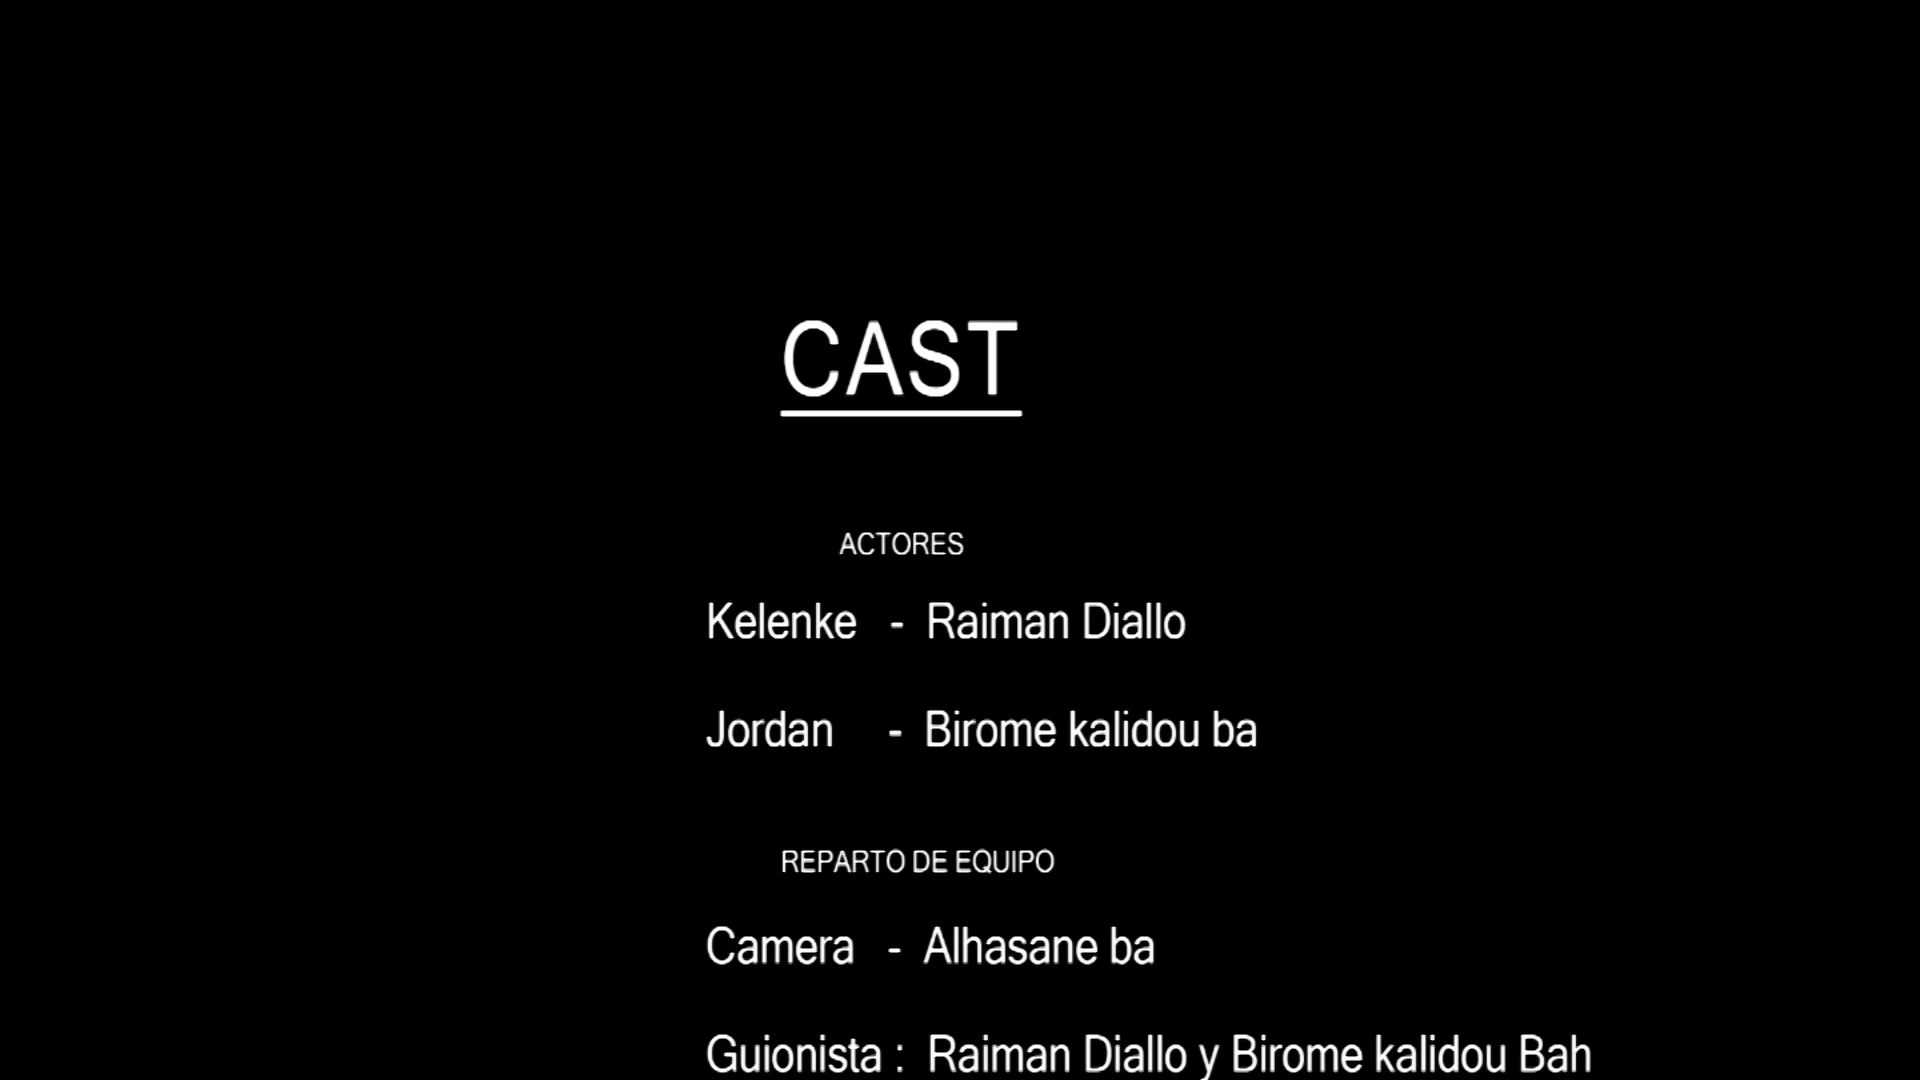 CAST
ACTORES
Kelenke - Raiman Diallo
Jordan - Birome kalidou ba
REPARTO DE EQUIPO
Camera - Alhasane ba
Guionista : Raiman Diallo y Birome kalidou Bah